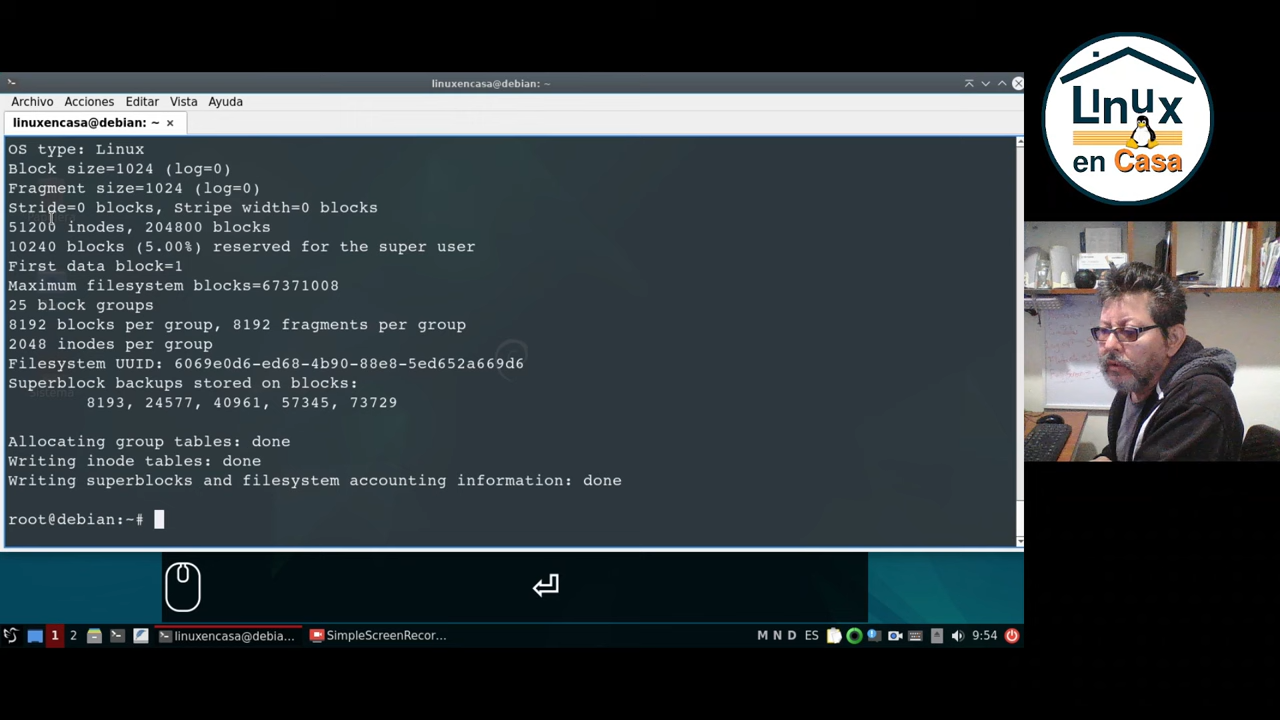 linuxencasa@debian: ~
Archivo Acciones Editar Vista Ayuda
linuxencasa@debian: ~ ×
OS type: Linux
Block size=1024 (log=0)
Fragment size=1024 (log=0)
Stride=0 blocks, Stripe width=0 blocks
51200 inodes, 204800 blocks
10240 blocks (5.00%) reserved for the super user
First data block=1
Maximum filesystem blocks=67371008
25 block groups
8192 blocks per group, 8192 fragments per group
2048 inodes per group
Filesystem UUID: 6069e0d6-ed68-4b90-88e8-5ed652a669d6
Superblock backups stored on blocks:
8193, 24577, 40961, 57345, 73729
Allocating group tables: done
Writing inode tables: done
Writing superblocks and filesystem accounting information: done
root@debian:~#
1 2 linuxencasa@debia... SimpleScreenRecor... M N D ES 9:54
Linux
en Casa